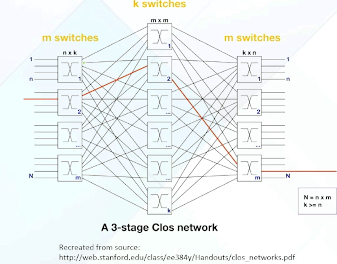 k switches
m x m
m switches
m switches
n x k
k x n
1
1
1
1
1
n
n
2
2
2
...
...
...
N
m
m
N
N = n x m
k >= n
k
A 3-stage Clos network
Recreated from source:
http://web.stanford.edu/class/ee384y/Handouts/clos_networks.pdf